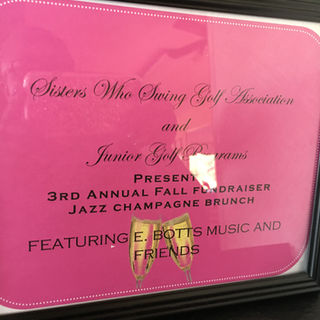 Sisters Who Swing Golf Association
and
Junior Golf Programs
Present
3rd Annual Fall fundraiser
Jazz champagne brunch
FEATURING E. BOTTS MUSIC AND
FRIENDS